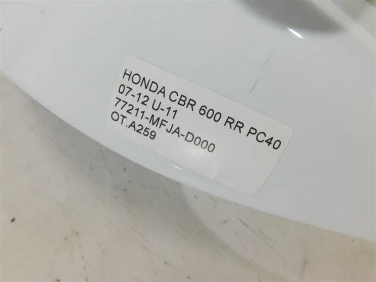 HONDA CBR 600 RR PC40
07-12 U-11
77211-MFJA-D000
OT.A259